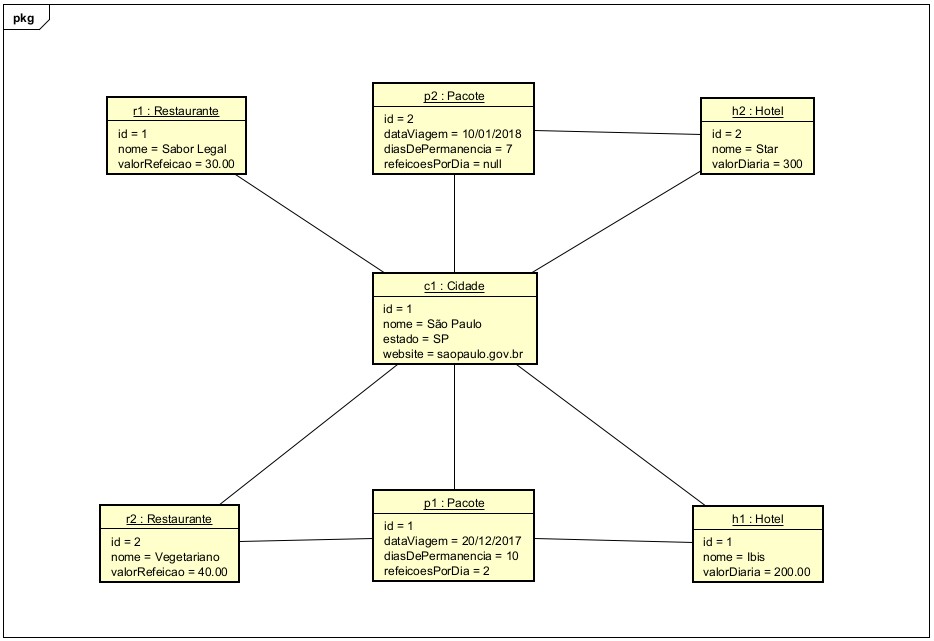 pkg
r1 : Restaurante
id = 1
nome = Sabor Legal
valorRefeicao = 30.00
p2 : Pacote
id = 2
dataViagem = 10/01/2018
diasDePermanencia = 7
refeicoesPorDia = null
h2 : Hotel
id = 2
nome = Star
valorDiaria = 300
c1 : Cidade
id = 1
nome = São Paulo
estado = SP
website = saopaulo.gov.br
r2 : Restaurante
id = 2
nome = Vegetariano
valorRefeicao = 40.00
p1 : Pacote
id = 1
dataViagem = 20/12/2017
diasDePermanencia = 10
refeicoesPorDia = 2
h1 : Hotel
id = 1
nome = Ibis
valorDiaria = 200.00